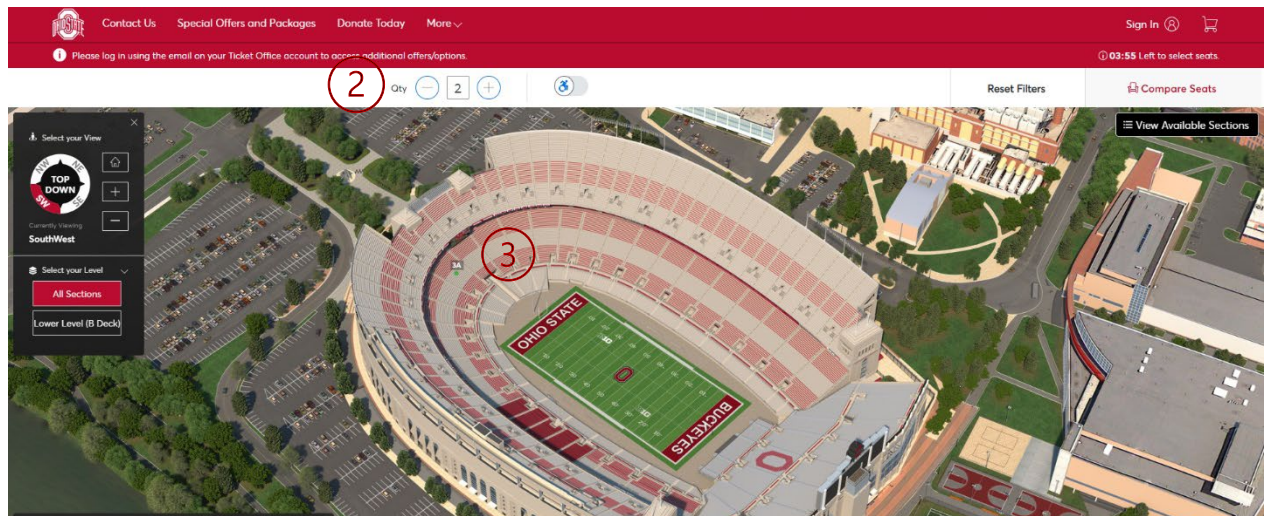 OHIO STATE
Contact Us
Special Offers and Packages
Donate Today
More
Sign In
Please log in using the email on your Ticket Office account to access additional offers/options.
03:55 Left to select seats.
2
Qty
2
Reset Filters
Compare Seats
View Available Sections
Select your View
NW
NE
TOP
DOWN
SW
SE
Currently Viewing
SouthWest
Select your Level
All Sections
Lower Level (B Deck)
3A
3
OHIO STATE
O
BUCKEYES
O